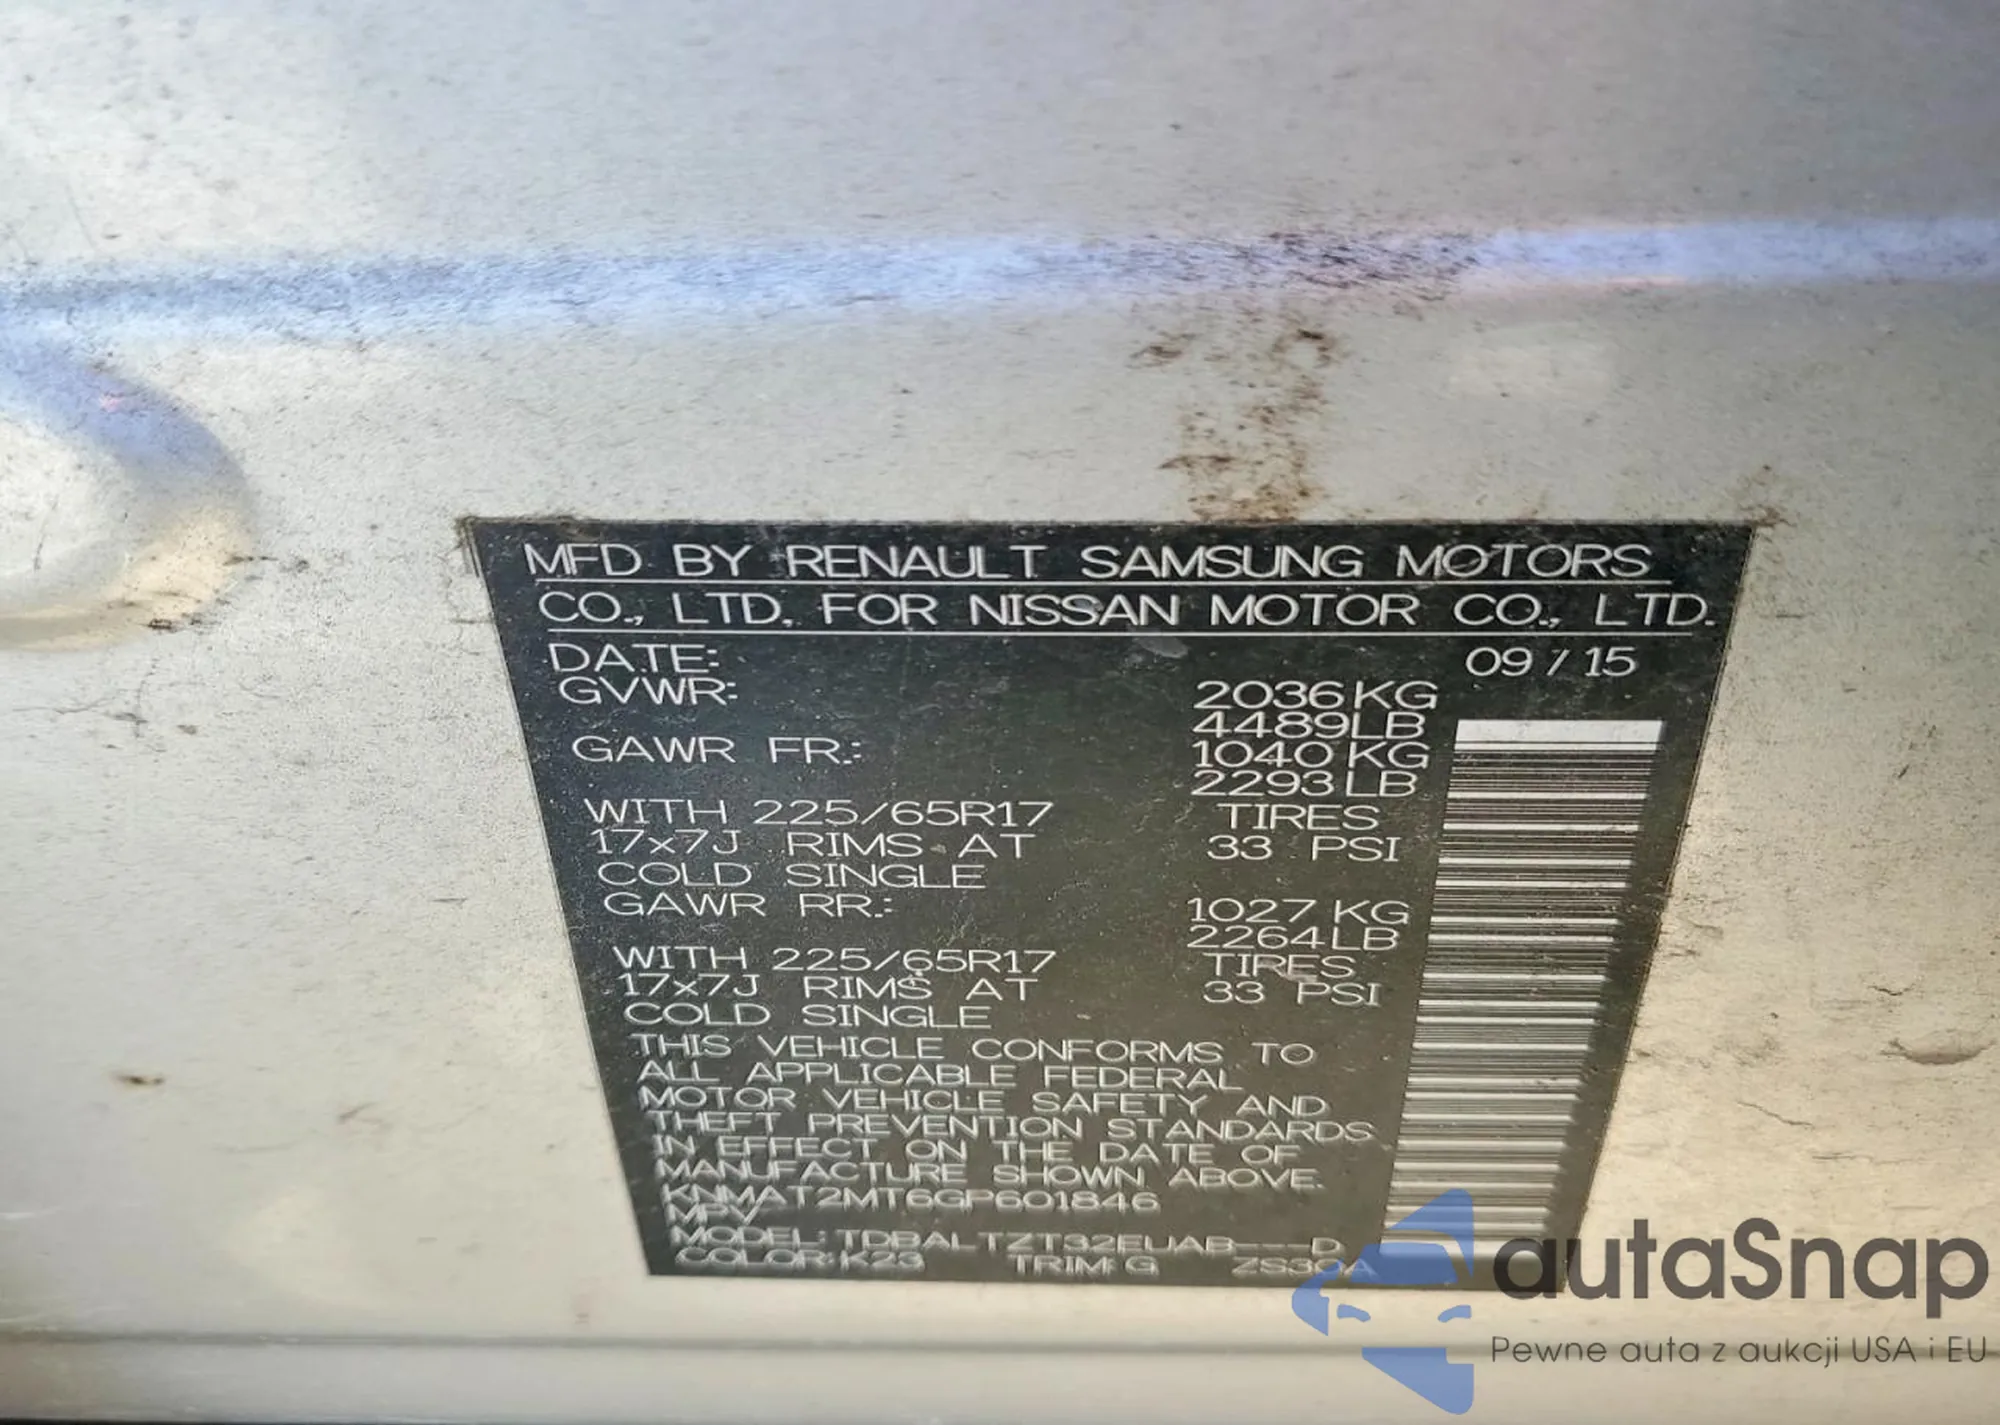 MFD BY RENAULT SAMSUNG MOTORS
CO., LTD. FOR NISSAN MOTOR CO., LTD.
DATE: 09 / 15
GVWR: 2036 KG
4489 LB
GAWR FR.: 1040 KG
2293 LB
WITH 225/65R17 TIRES
17x7J RIMS AT 33 PSI
COLD SINGLE
GAWR RR.: 1027 KG
2264 LB
WITH 225/65R17 TIRES
17x7J RIMS AT 33 PSI
COLD SINGLE
THIS VEHICLE CONFORMS TO
ALL APPLICABLE FEDERAL
MOTOR VEHICLE SAFETY AND
THEFT PREVENTION STANDARDS
IN EFFECT ON THE DATE OF
MANUFACTURE SHOWN ABOVE.
KNMAT2MT6GP601846
MPV
MODEL: TDBALTZT32EUAB---D
COLOR: K23 TRIM: G ZS30A
autaSnap
Pewne auta z aukcji USA i EU